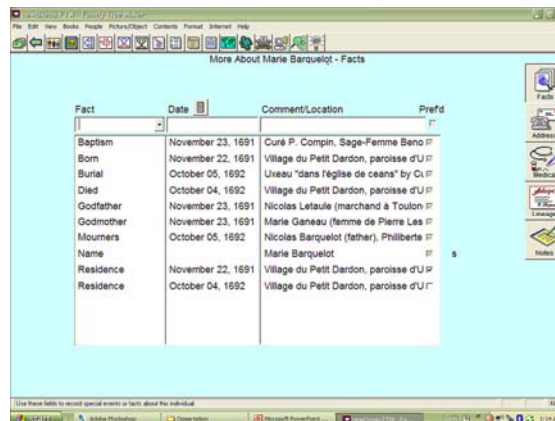 Family Tree Maker
File Edit View Books People Picture/Object Contents Format Internet Help
More About Marie Barquelot - Facts
Fact Date Comment/Location Pref'd
Baptism November 23, 1691 Curé P. Compin, Sage-Femme Beno
Born November 22, 1691 Village du Petit Dardon, paroisse d'U
Burial October 05, 1692 Uxeau "dans l'église de ceans" by Cu
Died October 04, 1692 Village du Petit Dardon, paroisse d'U
Godfather November 23, 1691 Nicolas Letaule (marchand à Toulon
Godmother November 23, 1691 Marie Ganeau (femme de Pierre Les
Mourners October 05, 1692 Nicolas Barquelot (father), Philiberte
Name Marie Barquelot s
Residence November 22, 1691 Village du Petit Dardon, paroisse d'U
Residence October 04, 1692 Village du Petit Dardon, paroisse d'U
Facts
Address
Medical
Lineage
Notes
Use these fields to record special events or facts about this individual
Adobe Photoshop Dissertation Microsoft PowerPoint